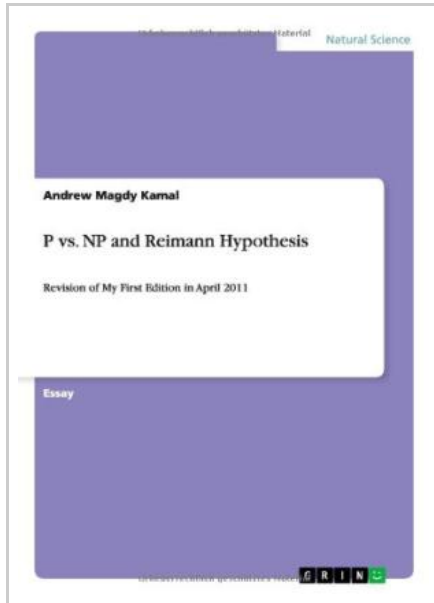 Natural Science
Andrew Magdy Kamal
P vs. NP and Reimann Hypothesis
Revision of My First Edition in April 2011
Essay
GRIN